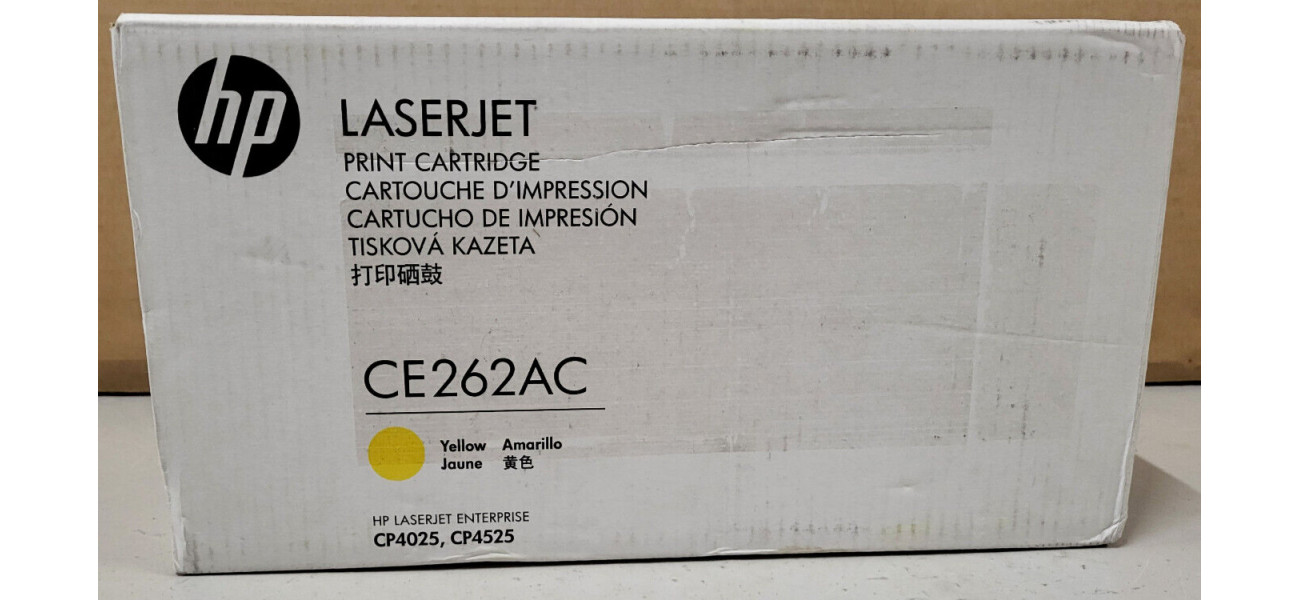 hp
LASERJET
PRINT CARTRIDGE
CARTOUCHE D'IMPRESSION
CARTUCHO DE IMPRESIÓN
TISKOVÁ KAZETA
打印硒鼓
CE262AC
Yellow Amarillo
Jaune 黄色
HP LASERJET ENTERPRISE
CP4025, CP4525